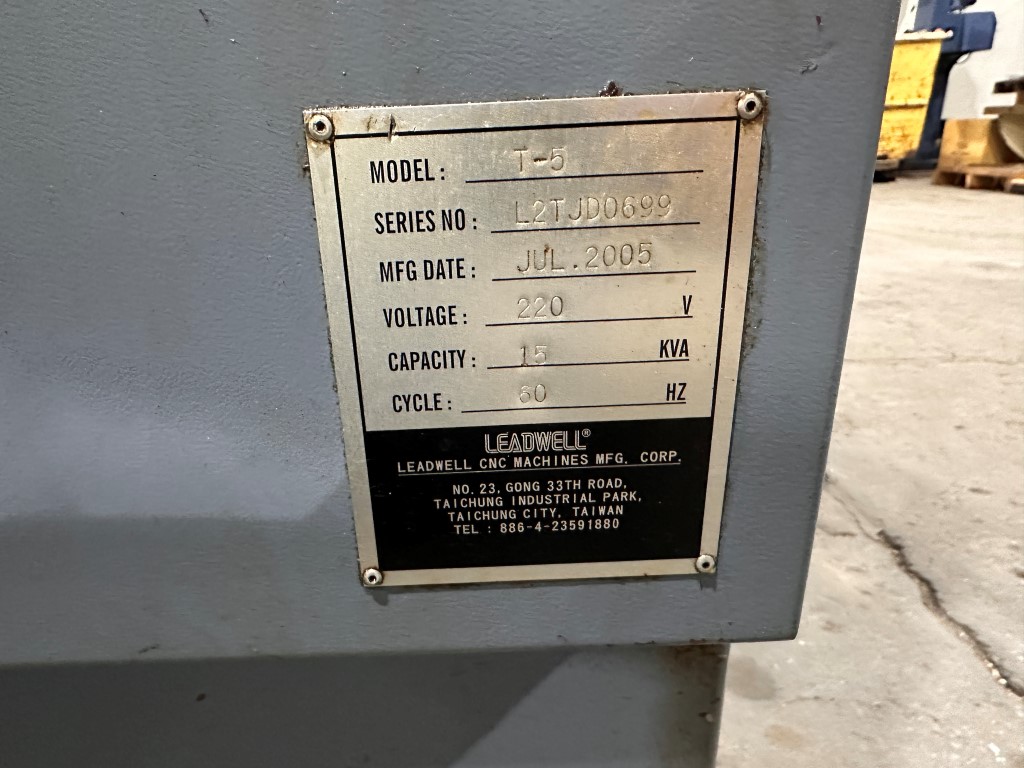 MODEL: T-5
SERIES NO: L2TJD0699
MFG DATE: JUL.2005
VOLTAGE: 220 V
CAPACITY: 15 KVA
CYCLE: 60 HZ
LEADWELL®
LEADWELL CNC MACHINES MFG. CORP.
NO. 23, GONG 33TH ROAD,
TAICHUNG INDUSTRIAL PARK,
TAICHUNG CITY, TAIWAN
TEL : 886-4-23591880